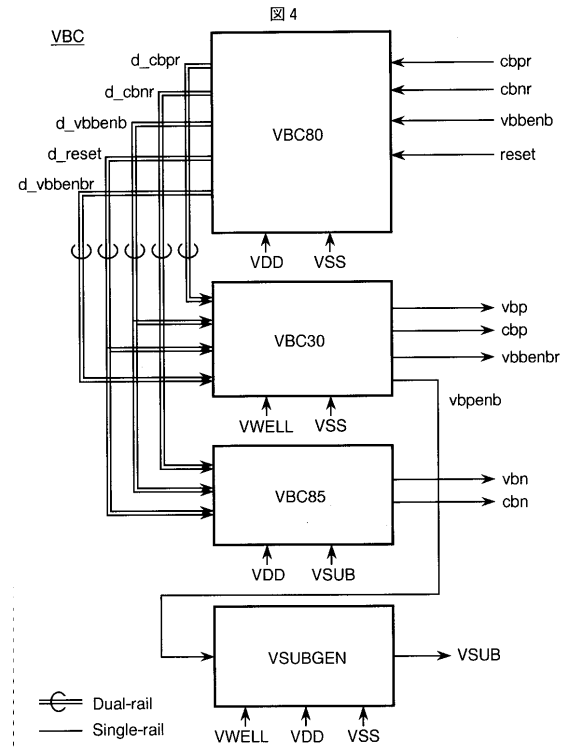 図4
VBC
d_cbpr
d_cbnr
d_vbbenb
d_reset
d_vbbenbr
VBC80
cbpr
cbnr
vbbenb
reset
VDD VSS
VBC30
vbp
cbp
vbbenbr
vbpenb
VWELL VSS
VBC85
vbn
cbn
VDD VSUB
VSUBGEN
VSUB
VWELL VDD VSS
Dual-rail
Single-rail